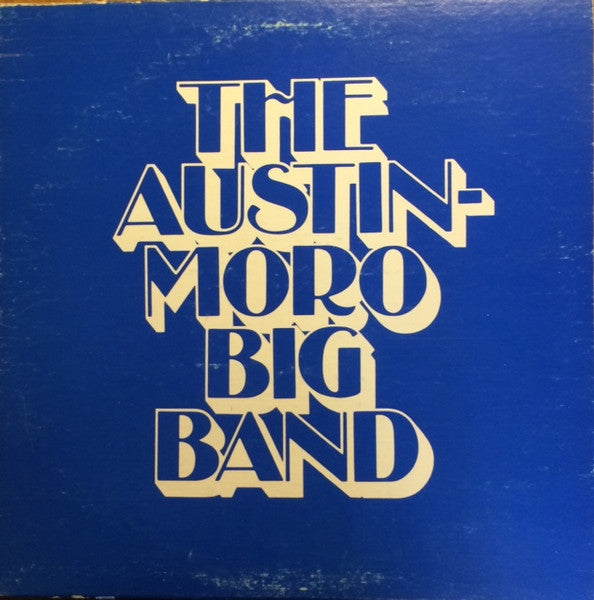 THE
AUSTIN-
MORO
BIG
BAND